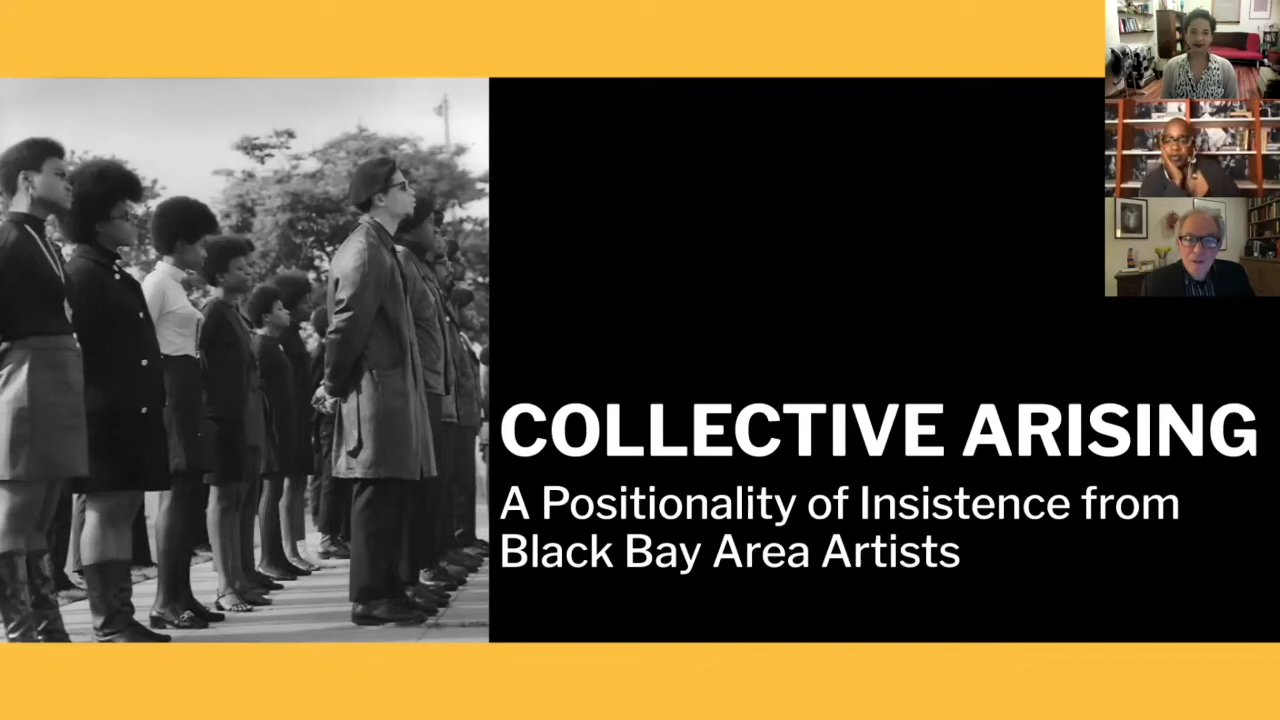 COLLECTIVE ARISING
A Positionality of Insistence from
Black Bay Area Artists